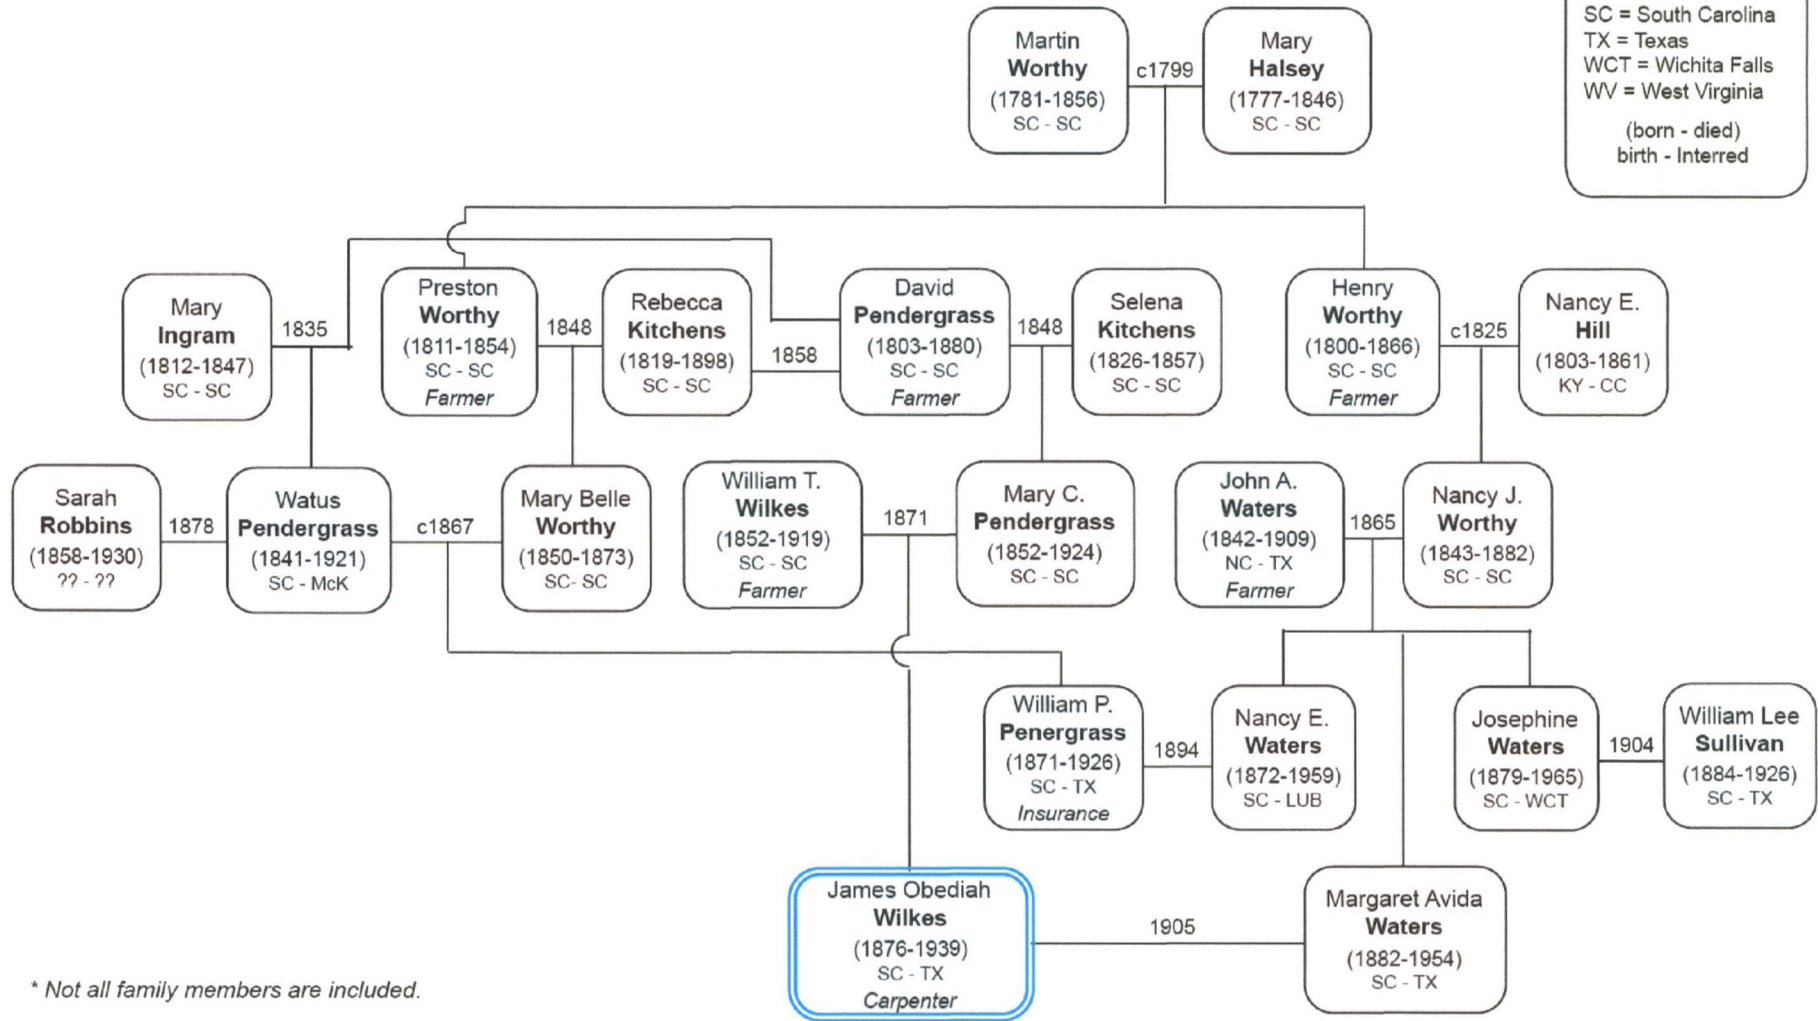 SC = South Carolina
TX = Texas
WCT = Wichita Falls
WV = West Virginia
(born - died)
birth - Interred
Martin
Worthy
(1781-1856)
SC - SC
c1799
Mary
Halsey
(1777-1846)
SC - SC
Mary
Ingram
(1812-1847)
SC - SC
1835
Preston
Worthy
(1811-1854)
SC - SC
Farmer
1848
Rebecca
Kitchens
(1819-1898)
SC - SC
1858
David
Pendergrass
(1803-1880)
SC - SC
Farmer
1848
Selena
Kitchens
(1826-1857)
SC - SC
Henry
Worthy
(1800-1866)
SC - SC
Farmer
c1825
Nancy E.
Hill
(1803-1861)
KY - CC
Sarah
Robbins
(1858-1930)
?? - ??
1878
Watus
Pendergrass
(1841-1921)
SC - McK
c1867
Mary Belle
Worthy
(1850-1873)
SC- SC
William T.
Wilkes
(1852-1919)
SC - SC
Farmer
1871
Mary C.
Pendergrass
(1852-1924)
SC - SC
John A.
Waters
(1842-1909)
NC - TX
Farmer
1865
Nancy J.
Worthy
(1843-1882)
SC - SC
William P.
Penergrass
(1871-1926)
SC - TX
Insurance
1894
Nancy E.
Waters
(1872-1959)
SC - LUB
Josephine
Waters
(1879-1965)
SC - WCT
1904
William Lee
Sullivan
(1884-1926)
SC - TX
James Obediah
Wilkes
(1876-1939)
SC - TX
Carpenter
1905
Margaret Avida
Waters
(1882-1954)
SC - TX
* Not all family members are included.